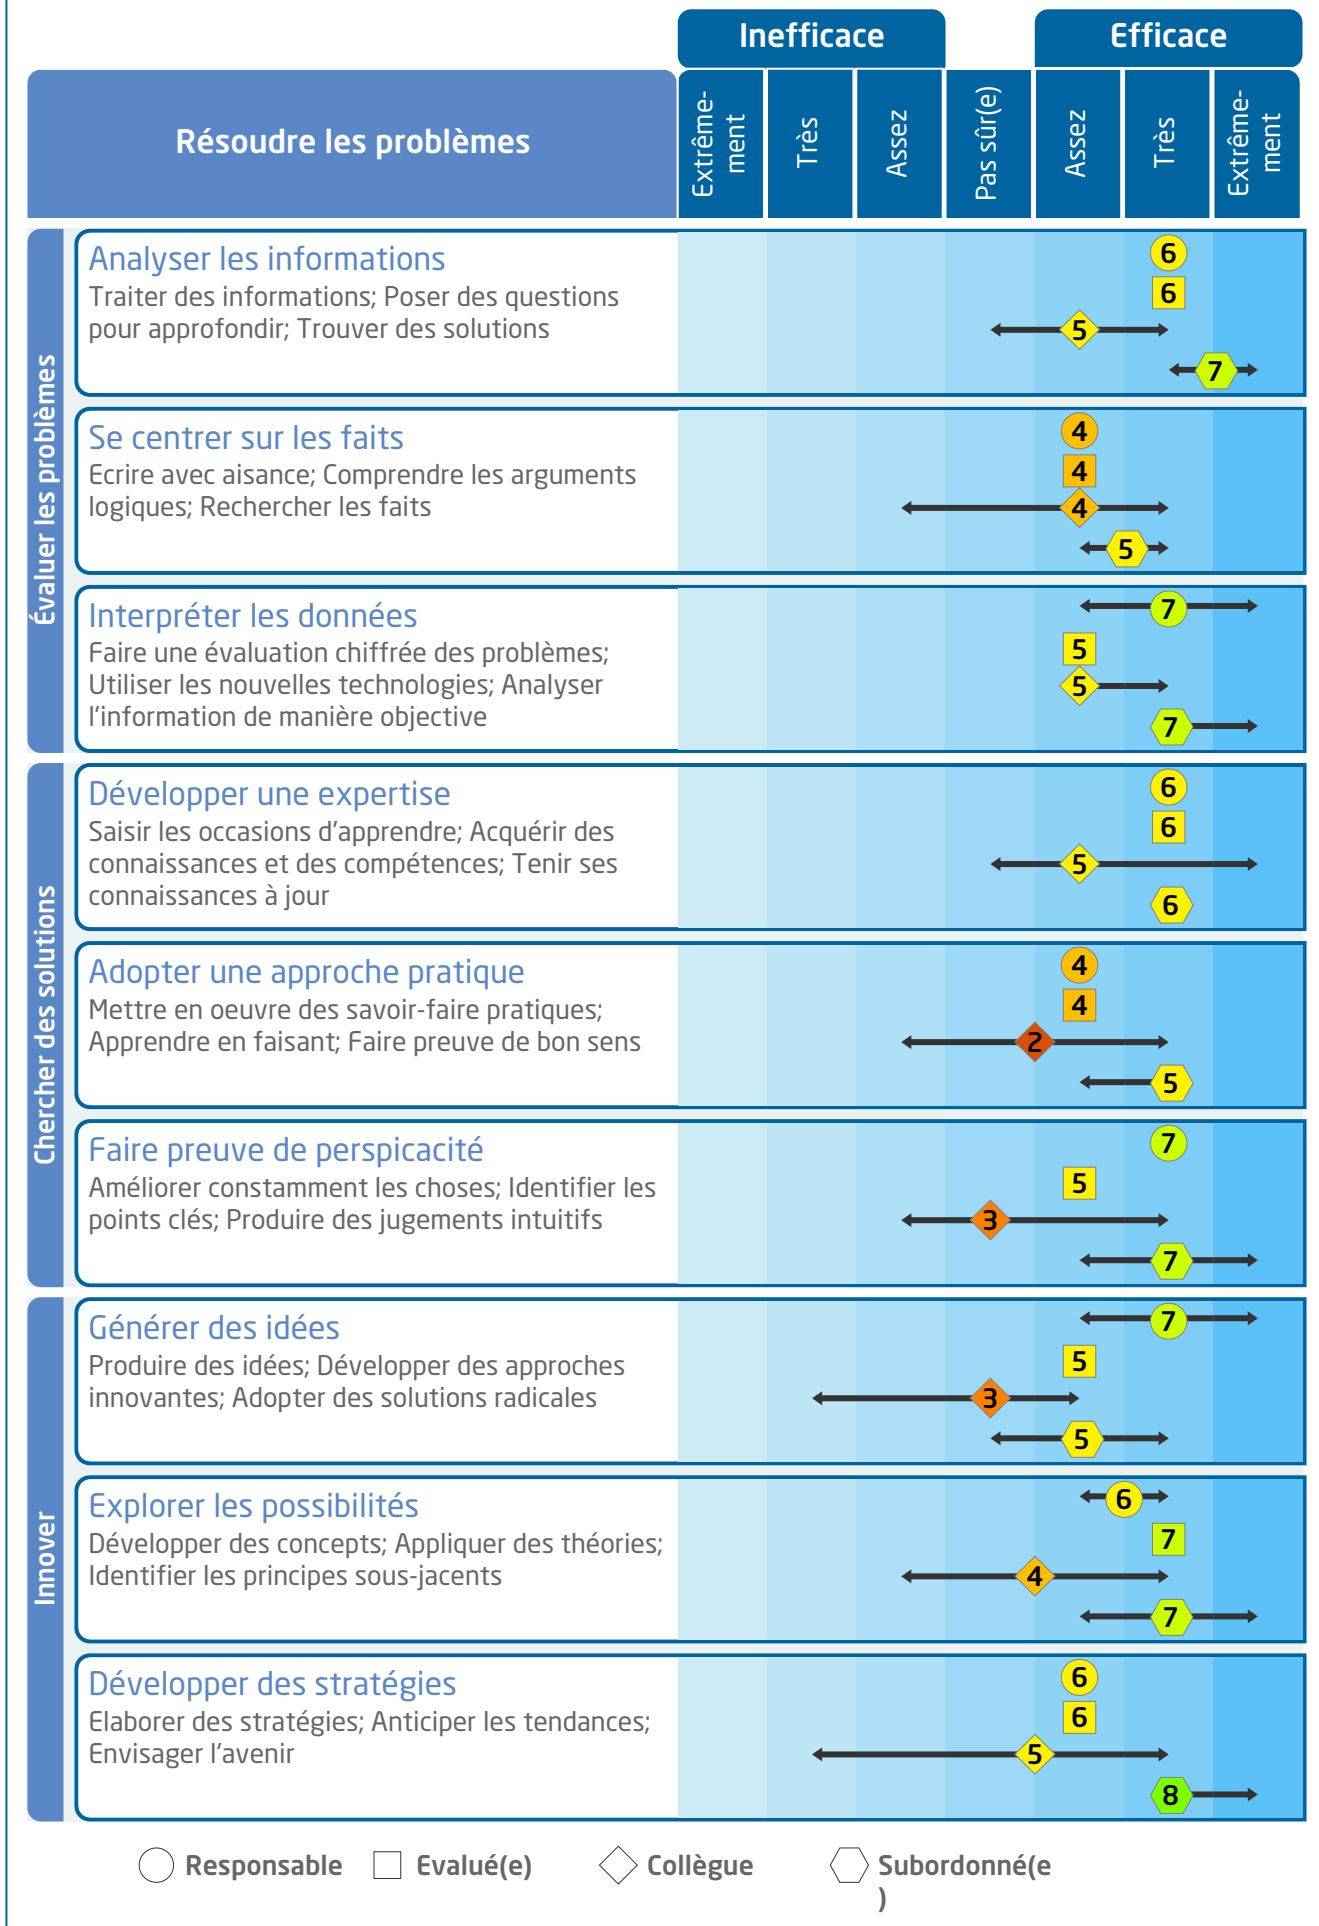 Inefficace
Efficace
Résoudre les problèmes
Extrême-
ment
Très
Assez
Pas sûr(e)
Assez
Très
Extrême-
ment
Évaluer les problèmes
Analyser les informations
Traiter des informations; Poser des questions
pour approfondir; Trouver des solutions
6
6
5
7
Se centrer sur les faits
Ecrire avec aisance; Comprendre les arguments
logiques; Rechercher les faits
4
4
4
5
Interpréter les données
Faire une évaluation chiffrée des problèmes;
Utiliser les nouvelles technologies; Analyser
l'information de manière objective
7
5
5
7
Chercher des solutions
Développer une expertise
Saisir les occasions d'apprendre; Acquérir des
connaissances et des compétences; Tenir ses
connaissances à jour
6
6
5
6
Adopter une approche pratique
Mettre en oeuvre des savoir-faire pratiques;
Apprendre en faisant; Faire preuve de bon sens
4
4
2
5
Faire preuve de perspicacité
Améliorer constamment les choses; Identifier les
points clés; Produire des jugements intuitifs
7
5
3
7
Innover
Générer des idées
Produire des idées; Développer des approches
innovantes; Adopter des solutions radicales
7
5
3
5
Explorer les possibilités
Développer des concepts; Appliquer des théories;
Identifier les principes sous-jacents
6
7
4
7
Développer des stratégies
Elaborer des stratégies; Anticiper les tendances;
Envisager l'avenir
6
6
5
8
Responsable
Evalué(e)
Collègue
Subordonné(e
)